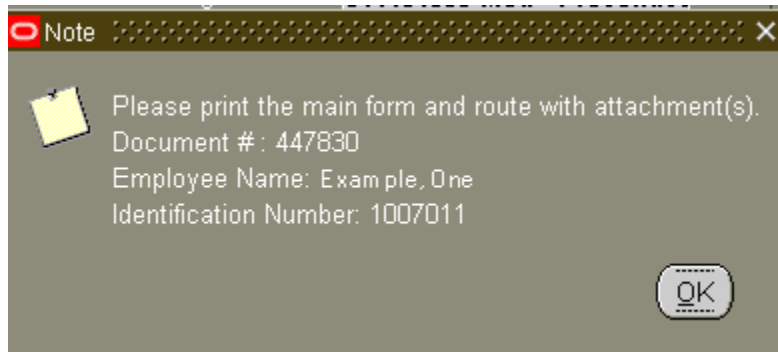 Note
Please print the main form and route with attachment(s).
Document # : 447830
Employee Name: Example, One
Identification Number: 1007011
OK